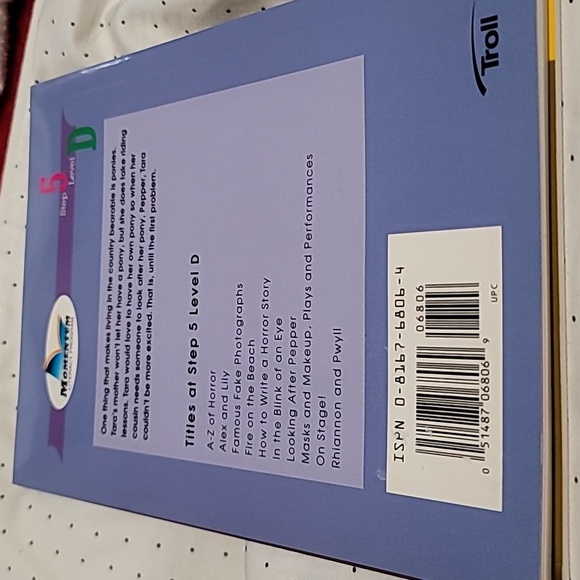 MOMENTUM
LITERACY PROGRAM
Step 5
Level D
One thing that makes living in the country bearable is ponies.
Tara's mother won't let her have a pony, but she does take riding
lessons. Tara would love to have her own pony so when her
cousin needs someone to look after her pony, Pepper, Tara
couldn't be more excited. That is, until the first problem.
Titles at Step 5 Level D
A-Z of Horror
Alex and Lily
Famous Fake Photographs
Fire on the Beach
How to Write a Horror Story
In the Blink of an Eye
Looking After Pepper
Masks and Makeup, Plays and Performances
On Stage!
Rhiannon and Pwyll
ISBN 0-8167-6806-4
06806
0 51487 06806 9
UPC
Troll